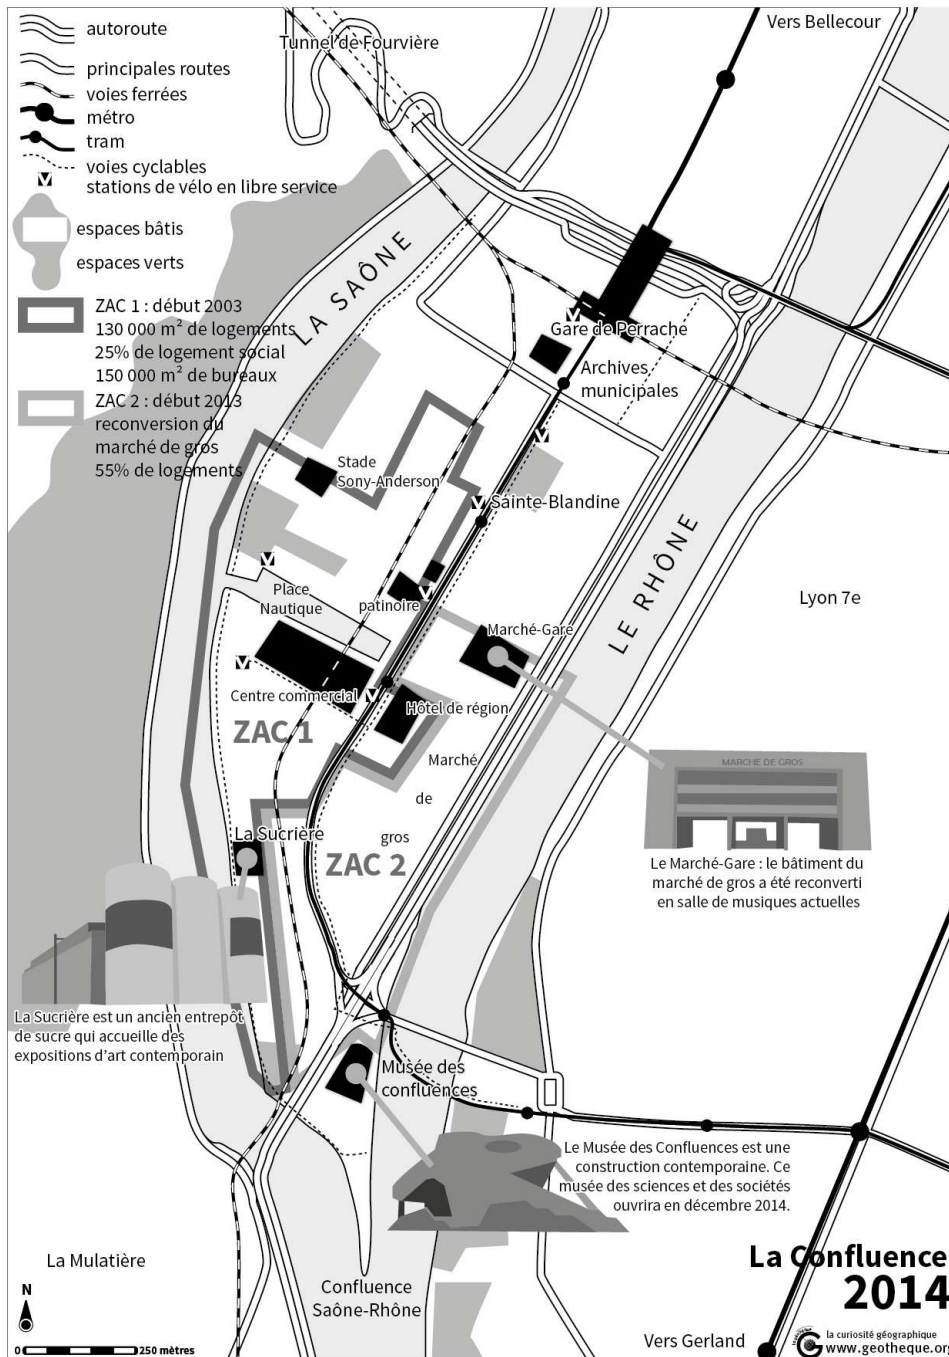 autoroute
principales routes
voies ferrées
métro
tram
voies cyclables
stations de vélo en libre service
espaces bâtis
espaces verts
ZAC 1 : début 2003
130 000 m² de logements
25% de logement social
150 000 m² de bureaux
ZAC 2 : début 2013
reconversion du
marché de gros
55% de logements
Tunnel de Fourvière
Vers Bellecour
LA SAÔNE
Gare de Perrache
Archives
municipales
Stade
Sony-Anderson
Sainte-Blandine
LE RHÔNE
Place
Nautique
patinoire
Lyon 7e
Marché-Gare
Centre commercial
Hôtel de région
ZAC 1
Marché
de
gros
MARCHE DE GROS
La Sucrière
ZAC 2
Le Marché-Gare : le bâtiment du
marché de gros a été reconverti
en salle de musiques actuelles
La Sucrière est un ancien entrepôt
de sucre qui accueille des
expositions d'art contemporain
Musée des
confluences
Le Musée des Confluences est une
construction contemporaine. Ce
musée des sciences et des sociétés
ouvrira en décembre 2014.
La Mulatière
Confluence
Saône-Rhône
La Confluence
2014
N
0
250 mètres
Vers Gerland
la curiosité géographique
www.geotheque.org